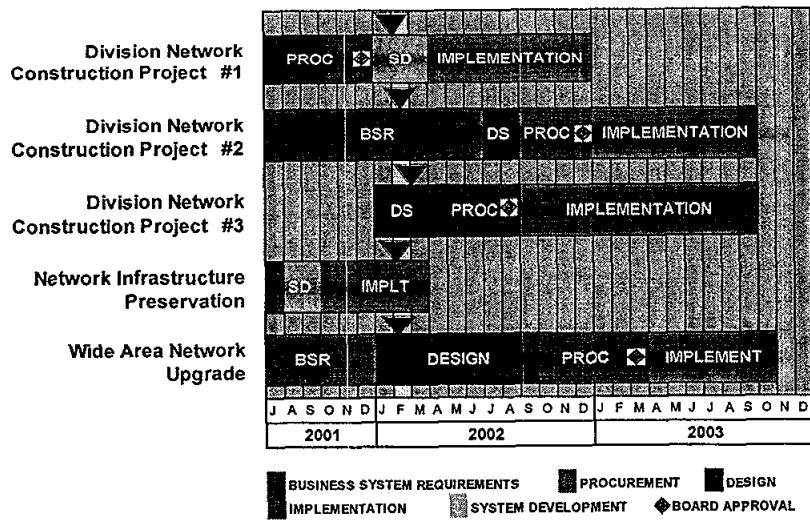 Division Network
Construction Project #1
PROC B SD IMPLEMENTATION
Division Network
Construction Project #2
BSR DS PROC B IMPLEMENTATION
Division Network
Construction Project #3
DS PROC B IMPLEMENTATION
Network Infrastructure
Preservation
SD IMPLT
Wide Area Network
Upgrade
BSR DESIGN PROC B IMPLEMENT
J A S O N D J F M A M J J A S O N D J F M A M J J A S O N D
2001 2002 2003
BUSINESS SYSTEM REQUIREMENTS PROCUREMENT DESIGN
IMPLEMENTATION SYSTEM DEVELOPMENT BOARD APPROVAL